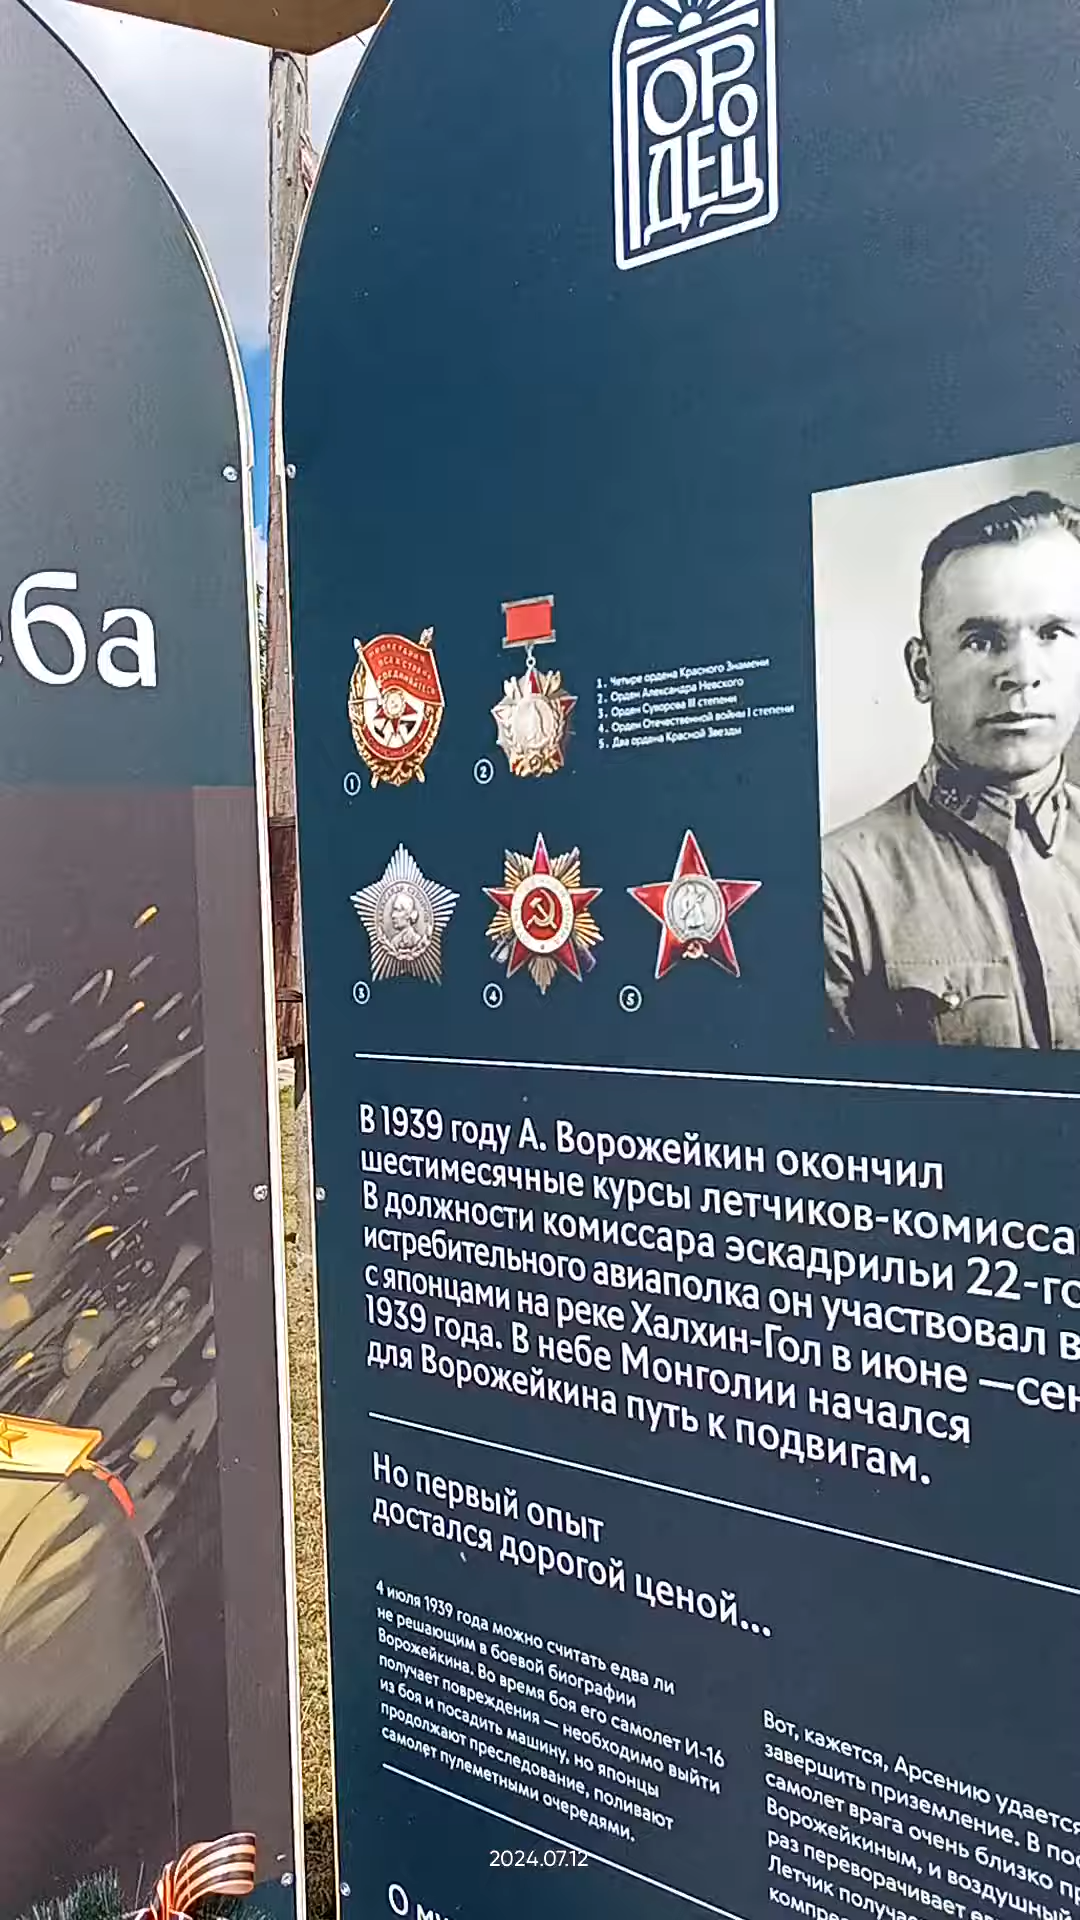 ГОРОДЕЦ
еба
ПРОЛЕТАРИИ
ВСЕХ СТРАН
СОЕДИНЯЙТЕСЬ
1. Четыре ордена Красного Знамени
2. Орден Александра Невского
3. Орден Суворова III степени
4. Орден Отечественной войны I степени
5. Два ордена Красной Звезды
1
2
3
4
5
В 1939 году А. Ворожейкин окончил
шестимесячные курсы летчиков-комисса
В должности комиссара эскадрильи 22-го
истребительного авиаполка он участвовал в
с японцами на реке Халхин-Гол в июне —сен
1939 года. В небе Монголии начался
для Ворожейкина путь к подвигам.
Но первый опыт
достался дорогой ценой...
4 июля 1939 года можно считать едва ли
не решающим в боевой биографии
Ворожейкина. Во время боя его самолет И-16
получает повреждения — необходимо выйти
из боя и посадить машину, но японцы
продолжают преследование, поливают
самолет пулеметными очередями.
Вот, кажется, Арсению удается
завершить приземление. В по
самолет врага очень близко пр
Ворожейкиным, и воздушный
раз переворачивает
Летчик получа
компре
О му
2024.07.12